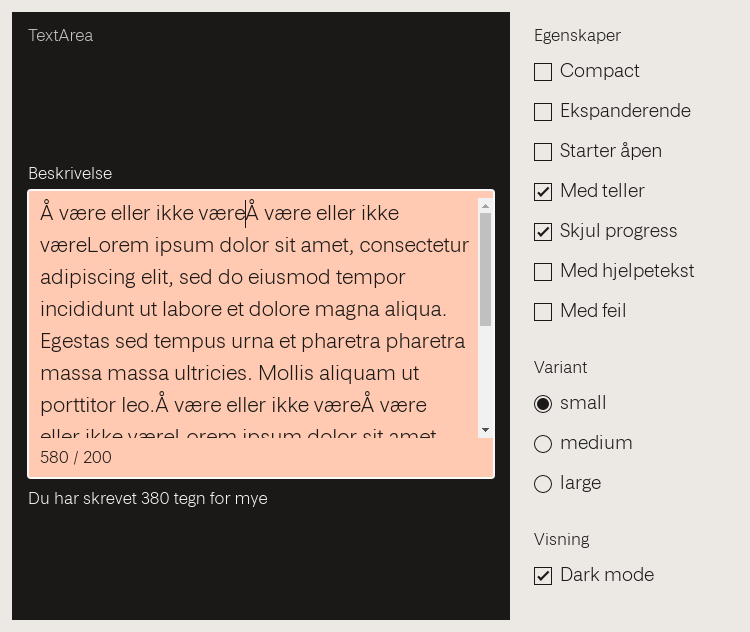 TextArea
Beskrivelse
Å være eller ikke væreÅ være eller ikke
væreLorem ipsum dolor sit amet, consectetur
adipiscing elit, sed do eiusmod tempor
incididunt ut labore et dolore magna aliqua.
Egestas sed tempus urna et pharetra pharetra
massa massa ultricies. Mollis aliquam ut
porttitor leo.Å være eller ikke væreÅ være
eller ikke væreLorem ipsum dolor sit amet
580 / 200
Du har skrevet 380 tegn for mye
Egenskaper
Compact
Ekspanderende
Starter åpen
Med teller
Skjul progress
Med hjelpetekst
Med feil
Variant
small
medium
large
Visning
Dark mode